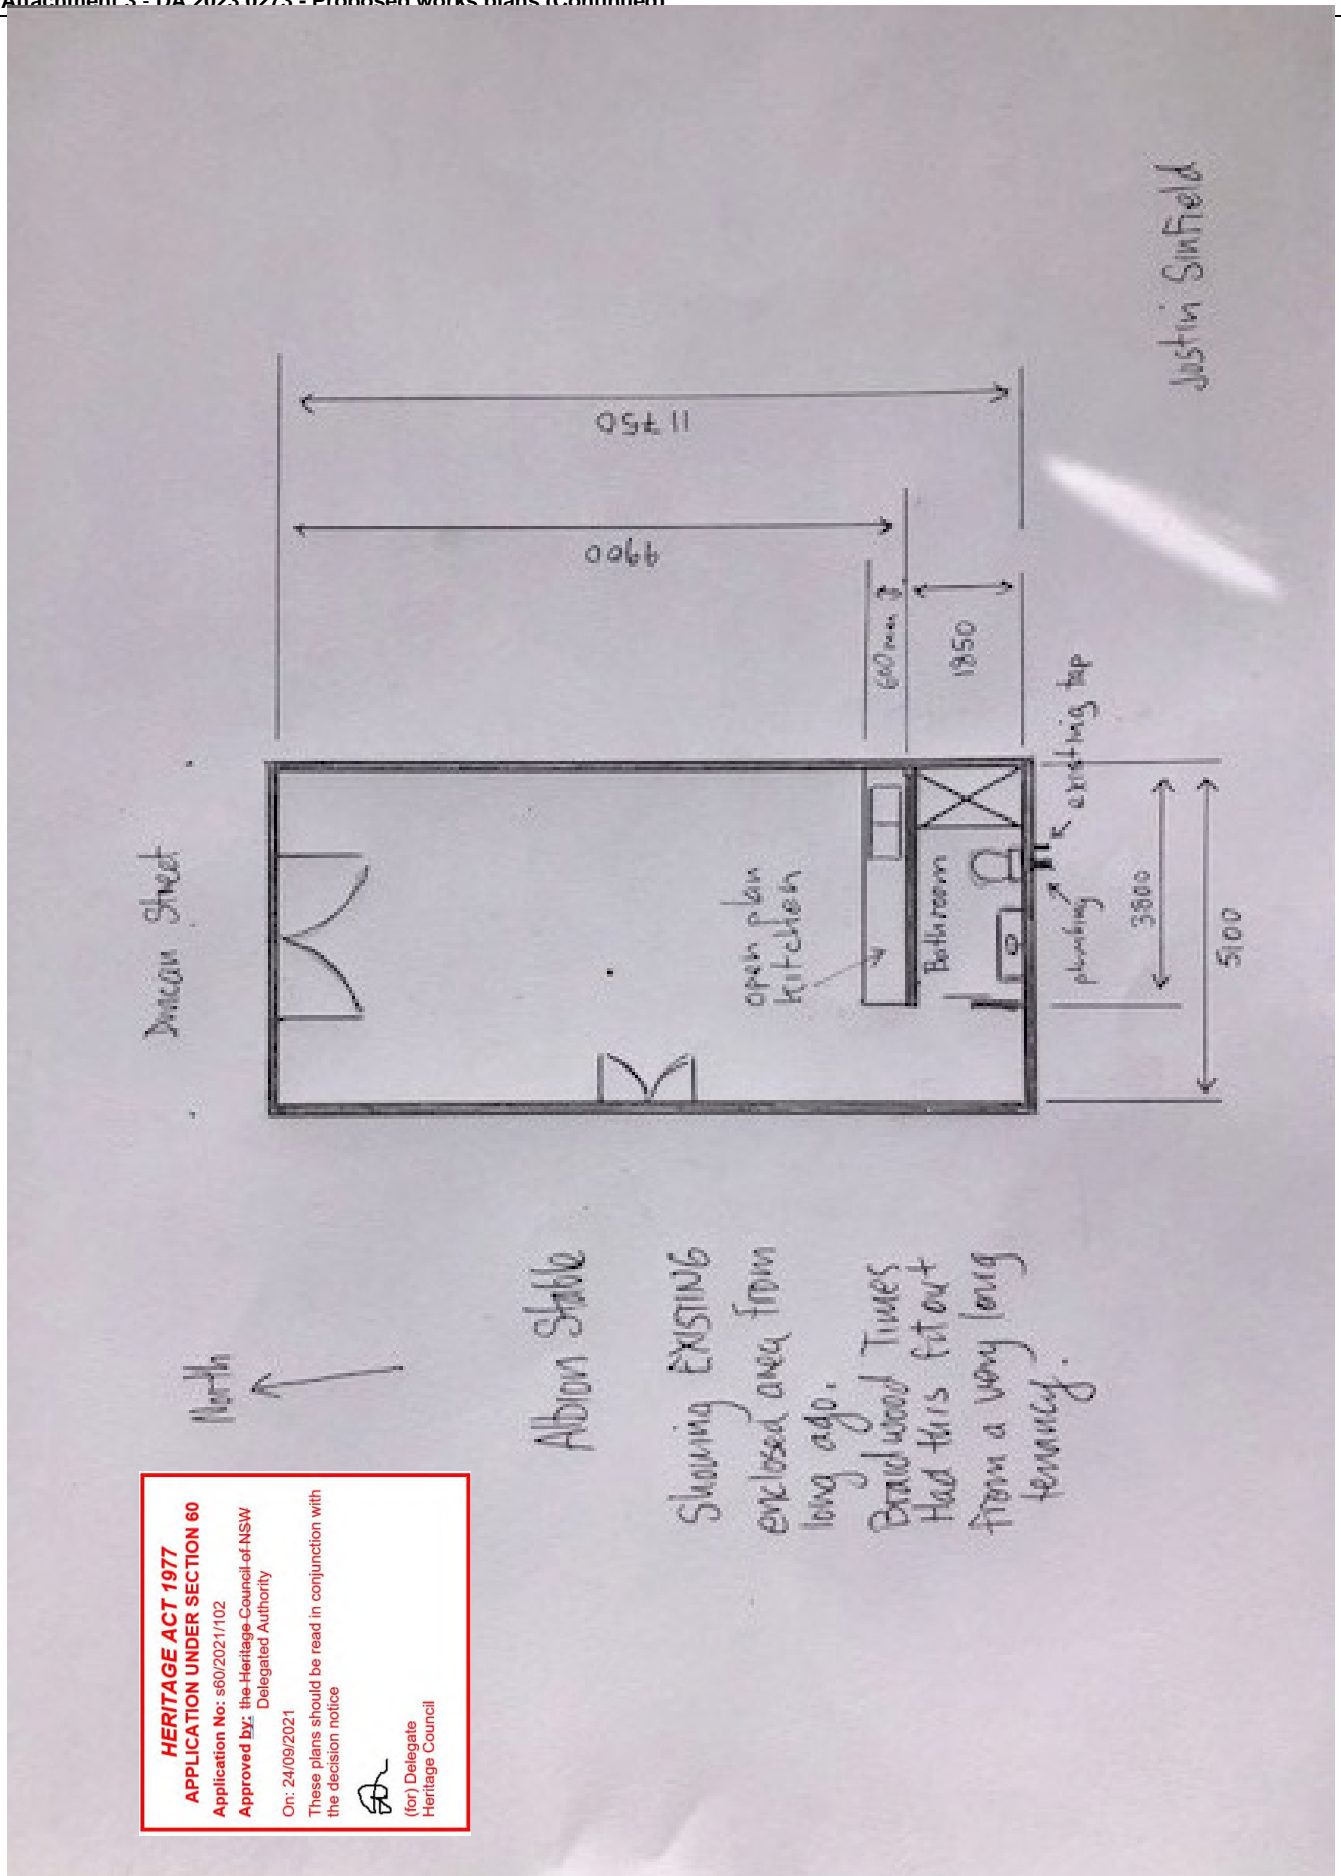 Attachment 3 - DA.2023.0273 - Proposed works plans (Continued)
HERITAGE ACT 1977
APPLICATION UNDER SECTION 60
Application No: s60/2021/102
Approved by: the Heritage Council of NSW
Delegated Authority
On: 24/09/2021
These plans should be read in conjunction with
the decision notice
(for) Delegate
Heritage Council
North
Albion Stable
Showing EXISTING
enclosed area from
long ago.
Braidwood Times
Had this fitout
from a very long
tenancy.
Duncan Street
open plan
kitchen
Bathroom
plumbing
existing tap
3800
5100
600mm
1850
9900
11750
Justin Sinfield